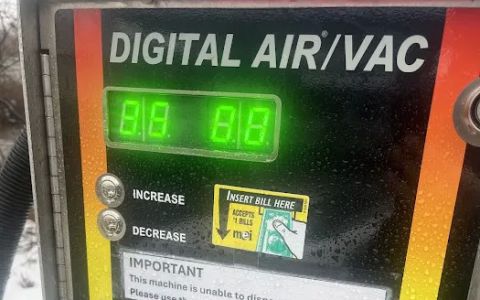 DIGITAL AIR®/VAC
88 88
INCREASE
DECREASE
INSERT BILL HERE
ACCEPTS
$1 BILLS
mei
IMPORTANT
This machine is unable to
Please use